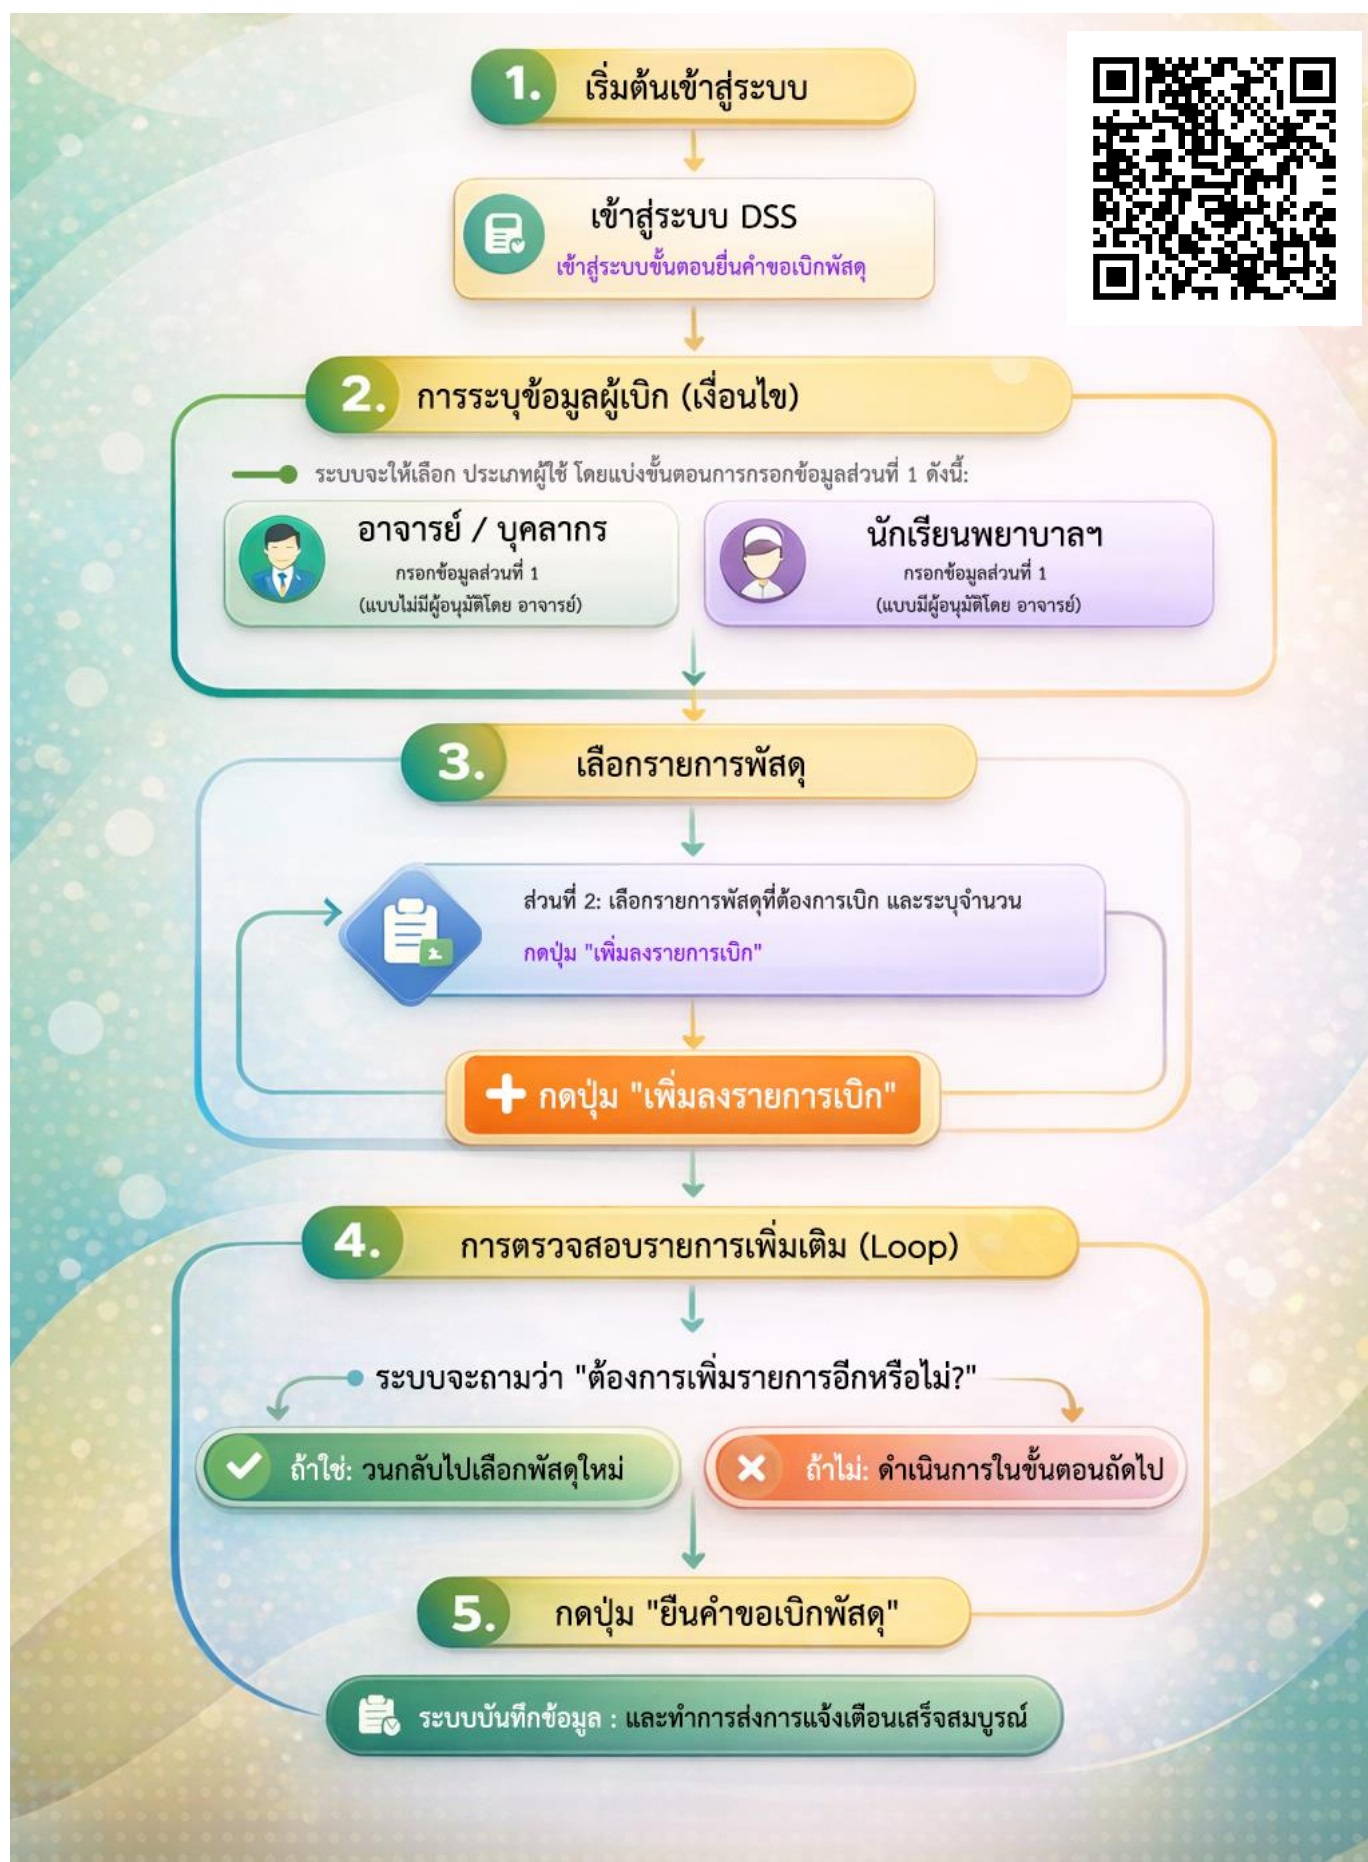 1. เริ่มต้นเข้าสู่ระบบ
เข้าสู่ระบบ DSS
เข้าสู่ระบบขั้นตอนยื่นคำขอเบิกพัสดุ
2. การระบุข้อมูลผู้เบิก (เงื่อนไข)
ระบบจะให้เลือก ประเภทผู้ใช้ โดยแบ่งขั้นตอนการกรอกข้อมูลส่วนที่ 1 ดังนี้:
อาจารย์ / บุคลากร
กรอกข้อมูลส่วนที่ 1
(แบบไม่มีผู้อนุมัติโดย อาจารย์)
นักเรียนพยาบาลฯ
กรอกข้อมูลส่วนที่ 1
(แบบมีผู้อนุมัติโดย อาจารย์)
3. เลือกรายการพัสดุ
ส่วนที่ 2: เลือกรายการพัสดุที่ต้องการเบิก และระบุจำนวน
กดปุ่ม "เพิ่มลงรายการเบิก"
กดปุ่ม "เพิ่มลงรายการเบิก"
4. การตรวจสอบรายการเพิ่มเติม (Loop)
ระบบจะถามว่า "ต้องการเพิ่มรายการอีกหรือไม่?"
ถ้าใช่: วนกลับไปเลือกพัสดุใหม่
ถ้าไม่: ดำเนินการในขั้นตอนถัดไป
5. กดปุ่ม "ยืนคำขอเบิกพัสดุ"
ระบบบันทึกข้อมูล : และทำการส่งการแจ้งเตือนเสร็จสมบูรณ์